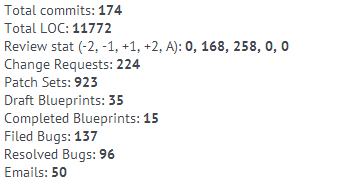 Total commits: 174
Total LOC: 11772
Review stat (-2, -1, +1, +2, A): 0, 168, 258, 0, 0
Change Requests: 224
Patch Sets: 923
Draft Blueprints: 35
Completed Blueprints: 15
Filed Bugs: 137
Resolved Bugs: 96
Emails: 50